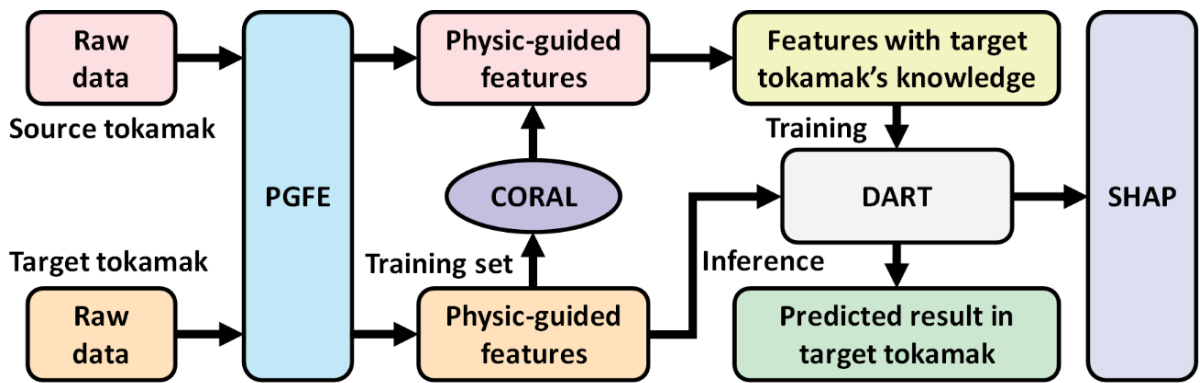 Raw
data
Source tokamak
PGFE
Physic-guided
features
Features with target
tokamak's knowledge
Training
CORAL
DART
SHAP
Target tokamak
Training set
Inference
Raw
data
Physic-guided
features
Predicted result in
target tokamak